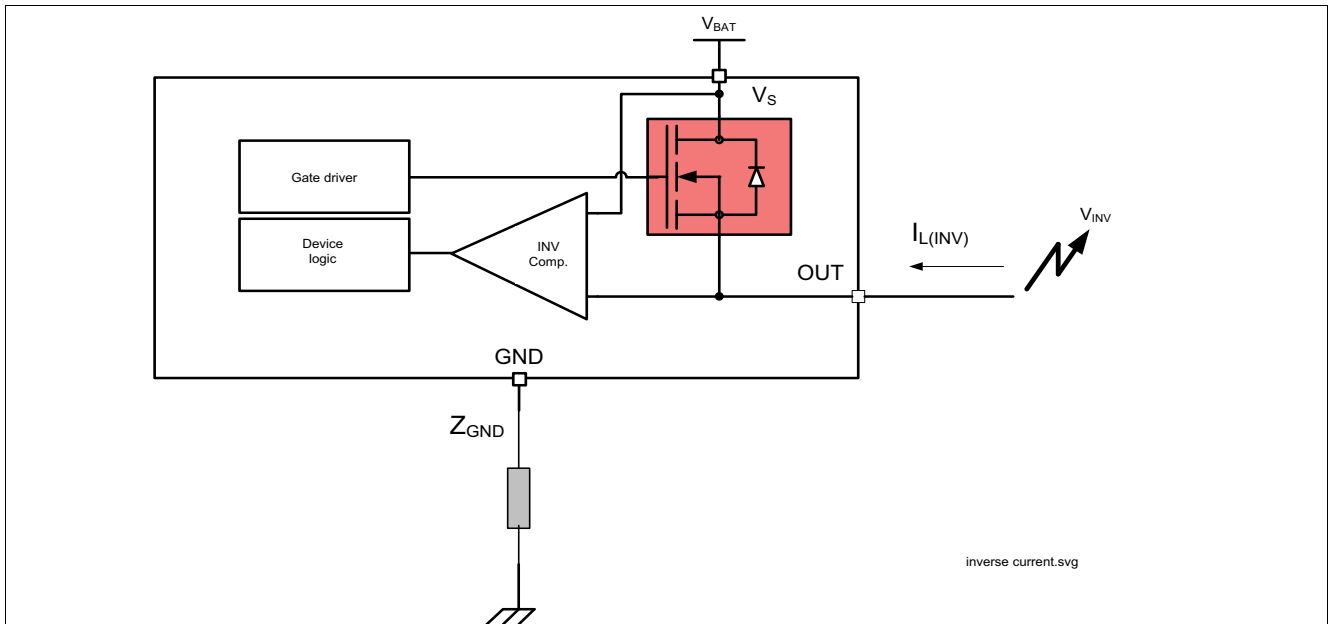 VBAT
VS
Gate driver
Device
logic
INV
Comp.
OUT
IL(INV)
VINV
GND
ZGND
inverse current.svg